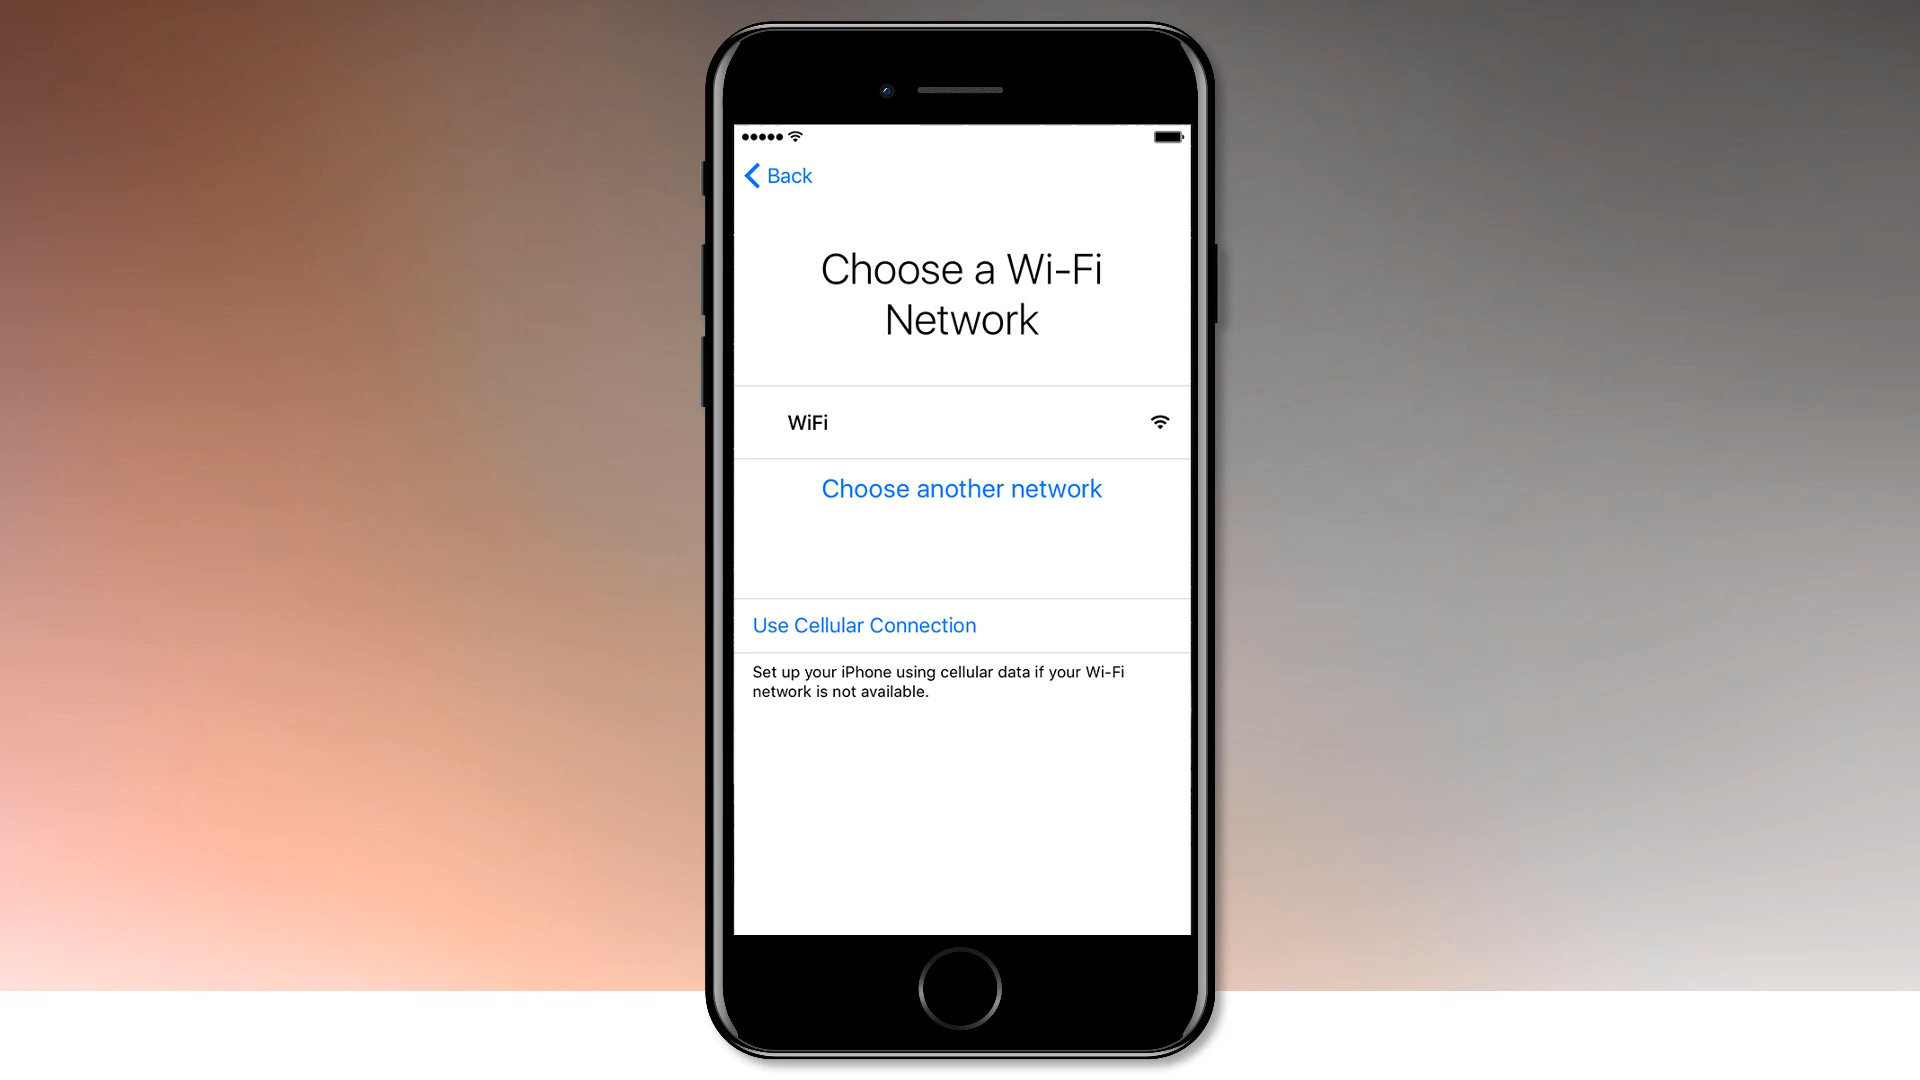 Back
Choose a Wi-Fi
Network
WiFi
Choose another network
Use Cellular Connection
Set up your iPhone using cellular data if your Wi-Fi
network is not available.